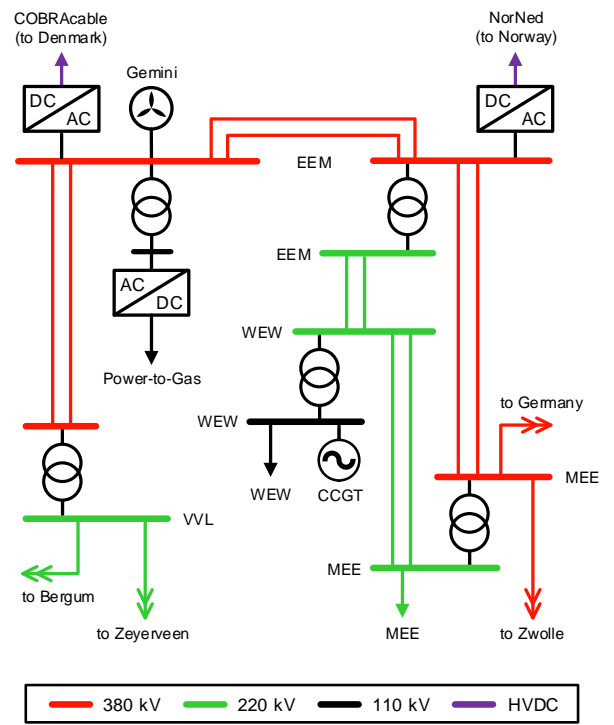 COBRAcable
(to Denmark)
NorNed
(to Norway)
Gemini
DC
AC
DC
AC
EEM
EEM
AC
DC
WEW
Power-to-Gas
to Germany
WEW
MEE
WEW
CCGT
VVL
MEE
to Bergum
to Zeyerveen
MEE
to Zwolle
380 kV
220 kV
110 kV
HVDC